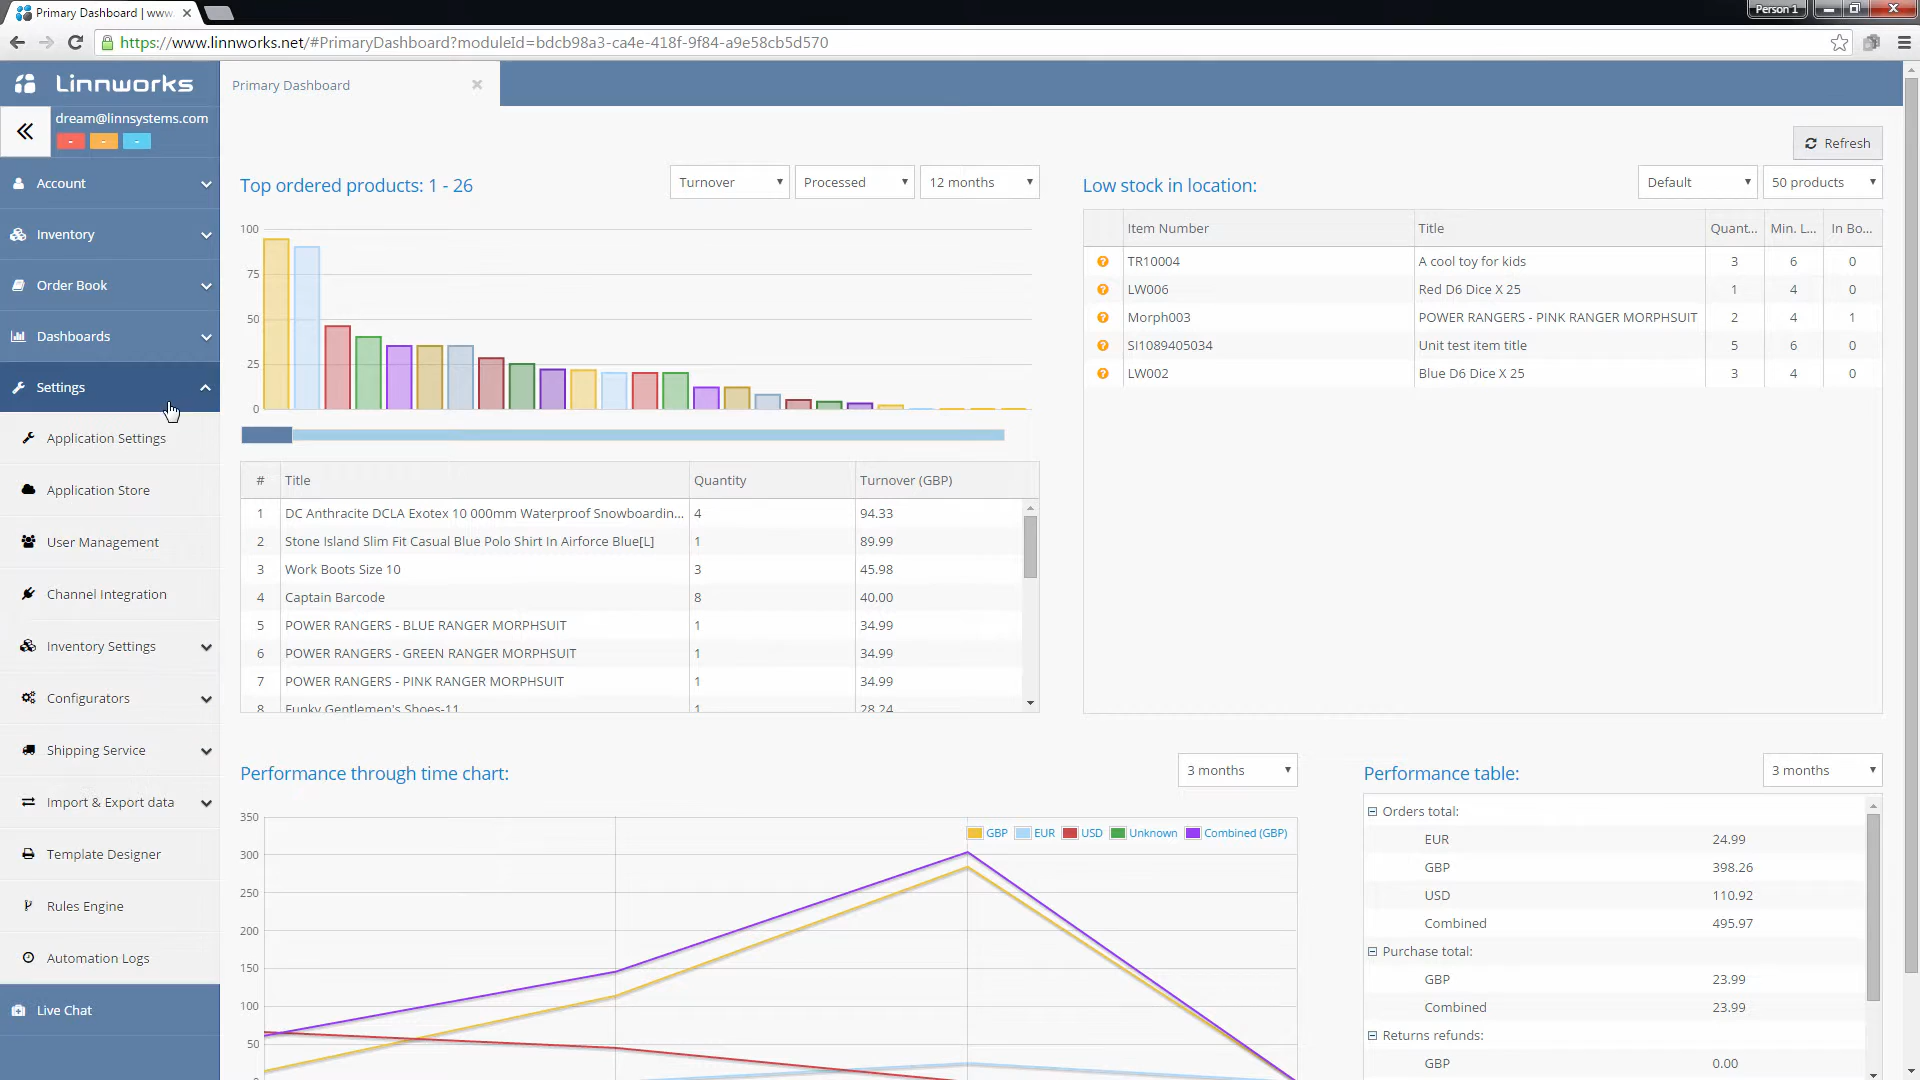 Primary Dashboard | www
Person 1
https://www.linnworks.net/#PrimaryDashboard?moduleId=bdcb98a3-ca4e-418f-9f84-a9e58cb5d570
Linnworks
dream@linnsystems.com
- - -
Account
Inventory
Order Book
Dashboards
Settings
Application Settings
Application Store
User Management
Channel Integration
Inventory Settings
Configurators
Shipping Service
Import & Export data
Template Designer
Rules Engine
Automation Logs
Live Chat
Primary Dashboard
Refresh
Top ordered products: 1 - 26
Turnover Processed 12 months
100
75
50
25
0
# Title Quantity Turnover (GBP)
1 DC Anthracite DCLA Exotex 10 000mm Waterproof Snowboardin... 4 94.33
2 Stone Island Slim Fit Casual Blue Polo Shirt In Airforce Blue[L] 1 89.99
3 Work Boots Size 10 3 45.98
4 Captain Barcode 8 40.00
5 POWER RANGERS - BLUE RANGER MORPHSUIT 1 34.99
6 POWER RANGERS - GREEN RANGER MORPHSUIT 1 34.99
7 POWER RANGERS - PINK RANGER MORPHSUIT 1 34.99
8 Funky Gentlemen's Shoes-11 1 28.24
Low stock in location:
Default 50 products
Item Number Title Quant... Min. L... In Bo...
TR10004 A cool toy for kids 3 6 0
LW006 Red D6 Dice X 25 1 4 0
Morph003 POWER RANGERS - PINK RANGER MORPHSUIT 2 4 1
SI1089405034 Unit test item title 5 6 0
LW002 Blue D6 Dice X 25 3 4 0
Performance through time chart:
3 months
350
300
250
200
150
100
50
GBP EUR USD Unknown Combined (GBP)
Performance table:
3 months
Orders total:
EUR 24.99
GBP 398.26
USD 110.92
Combined 495.97
Purchase total:
GBP 23.99
Combined 23.99
Returns refunds:
GBP 0.00